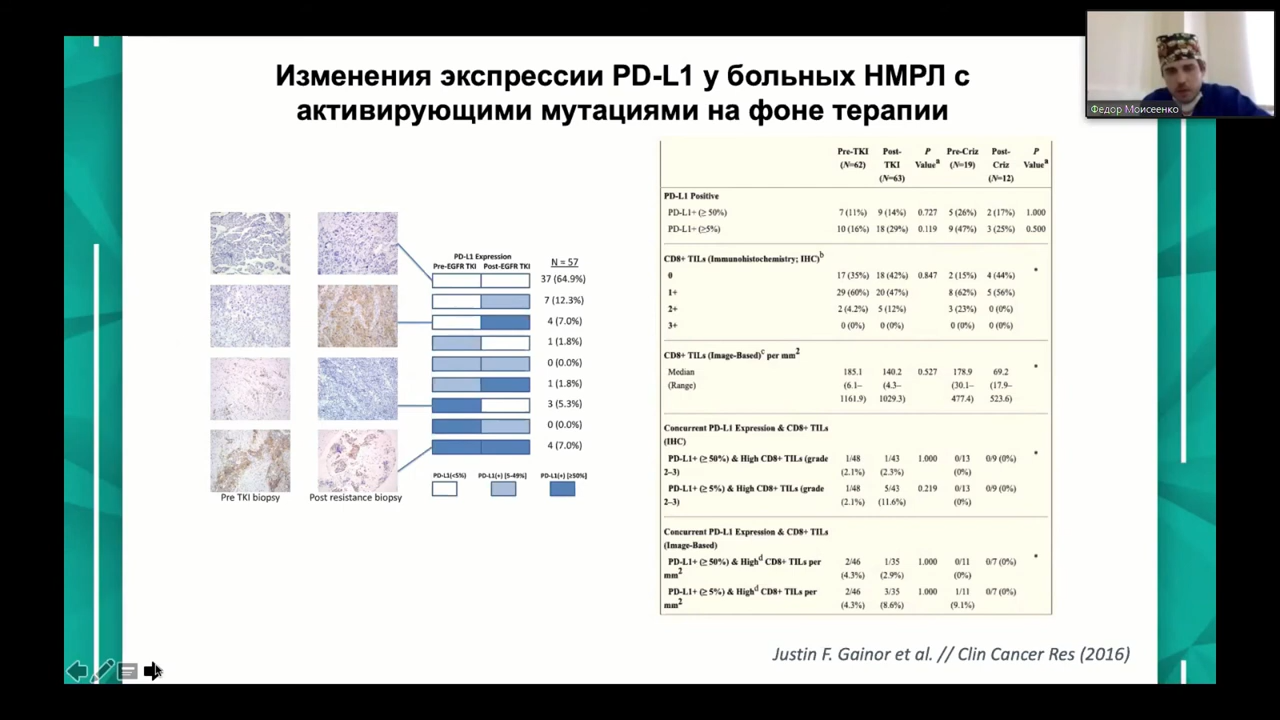 Изменения экспрессии PD-L1 у больных НМРЛ с
активирующими мутациями на фоне терапии
Федор Моисеенко
PD-L1 Expression
Pre-EGFR TKI Post-EGFR TKI
N = 57
37 (64.9%)
7 (12.3%)
4 (7.0%)
1 (1.8%)
0 (0.0%)
1 (1.8%)
3 (5.3%)
0 (0.0%)
4 (7.0%)
PD-L1(<5%) PD-L1(+) [5-49%] PD-L1(+) [≥50%]
Pre TKI biopsy Post resistance biopsy
Pre-TKI Post- P Pre-Criz Post- P
(N=62) TKI Valueᵃ (N=19) Criz Valueᵃ
(N=63) (N=12)
PD-L1 Positive
PD-L1+ (≥ 50%) 7 (11%) 9 (14%) 0.727 5 (26%) 2 (17%) 1.000
PD-L1+ (≥5%) 10 (16%) 18 (29%) 0.119 9 (47%) 3 (25%) 0.500
CD8+ TILs (Immunohistochemistry; IHC)ᵇ
0 17 (35%) 18 (42%) 0.847 2 (15%) 4 (44%) *
1+ 29 (60%) 20 (47%) 8 (62%) 5 (56%)
2+ 2 (4.2%) 5 (12%) 3 (23%) 0 (0%)
3+ 0 (0%) 0 (0%) 0 (0%) 0 (0%)
CD8+ TILs (Image-Based)ᶜ per mm²
Median 185.1 140.2 0.527 178.9 69.2 *
(Range) (6.1– (4.3– (30.1– (17.9–
1161.9) 1029.3) 477.4) 523.6)
Concurrent PD-L1 Expression & CD8+ TILs
(IHC)
PD-L1+ (≥ 50%) & High CD8+ TILs (grade 1/48 1/43 1.000 0/13 0/9 (0%) *
2–3) (2.1%) (2.3%) (0%)
PD-L1+ (≥ 5%) & High CD8+ TILs (grade 1/48 5/43 0.219 0/13 0/9 (0%)
2–3) (2.1%) (11.6%) (0%)
Concurrent PD-L1 Expression & CD8+ TILs
(Image-Based)
PD-L1+ (≥ 50%) & Highᵈ CD8+ TILs per 2/46 1/35 1.000 0/11 0/7 (0%) *
mm² (4.3%) (2.9%) (0%)
PD-L1+ (≥ 5%) & Highᵈ CD8+ TILs per 2/46 3/35 1.000 1/11 0/7 (0%)
mm² (4.3%) (8.6%) (9.1%)
Justin F. Gainor et al. // Clin Cancer Res (2016)